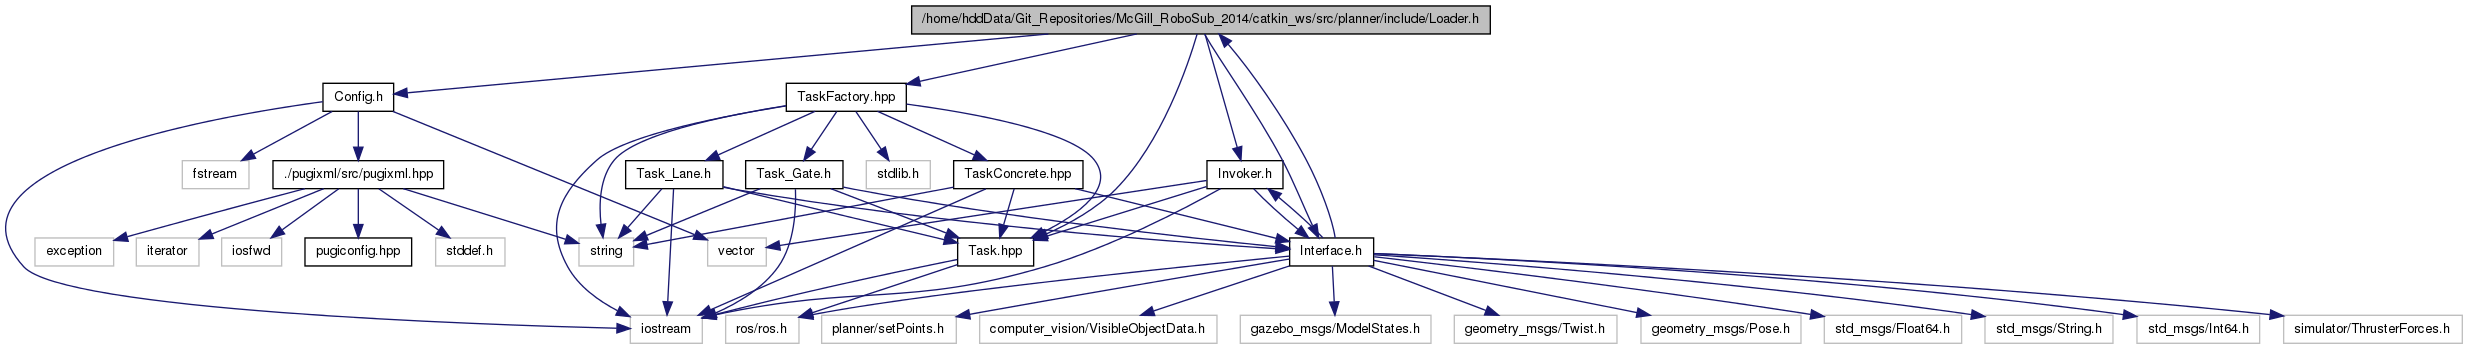 /home/hddData/Git_Repositories/McGill_RoboSub_2014/catkin_ws/src/planner/include/Loader.h
Config.h
TaskFactory.hpp
fstream
./pugixml/src/pugixml.hpp
Task_Lane.h
Task_Gate.h
stdlib.h
TaskConcrete.hpp
Invoker.h
exception
iterator
iosfwd
pugiconfig.hpp
stddef.h
string
vector
Task.hpp
Interface.h
iostream
ros/ros.h
planner/setPoints.h
computer_vision/VisibleObjectData.h
gazebo_msgs/ModelStates.h
geometry_msgs/Twist.h
geometry_msgs/Pose.h
std_msgs/Float64.h
std_msgs/String.h
std_msgs/Int64.h
simulator/ThrusterForces.h